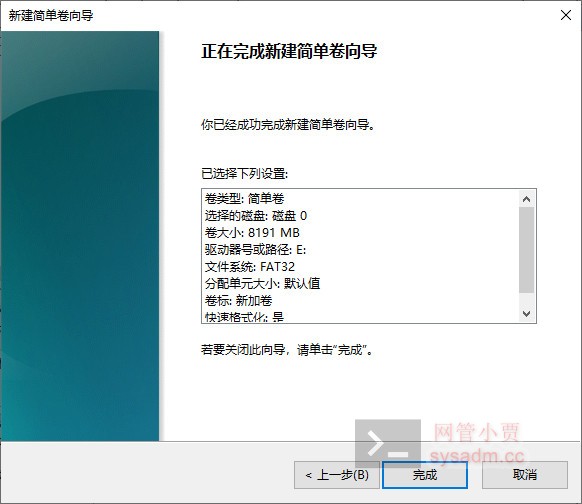 新建简单卷向导
正在完成新建简单卷向导
你已经成功完成新建简单卷向导。
已选择下列设置:
卷类型: 简单卷
选择的磁盘: 磁盘 0
卷大小: 8191 MB
驱动器号或路径: E:
文件系统: FAT32
分配单元大小: 默认值
卷标: 新加卷
快速格式化: 是
若要关闭此向导，请单击“完成”。
网管小贾
sysadm.cc
< 上一步(B)
完成
取消